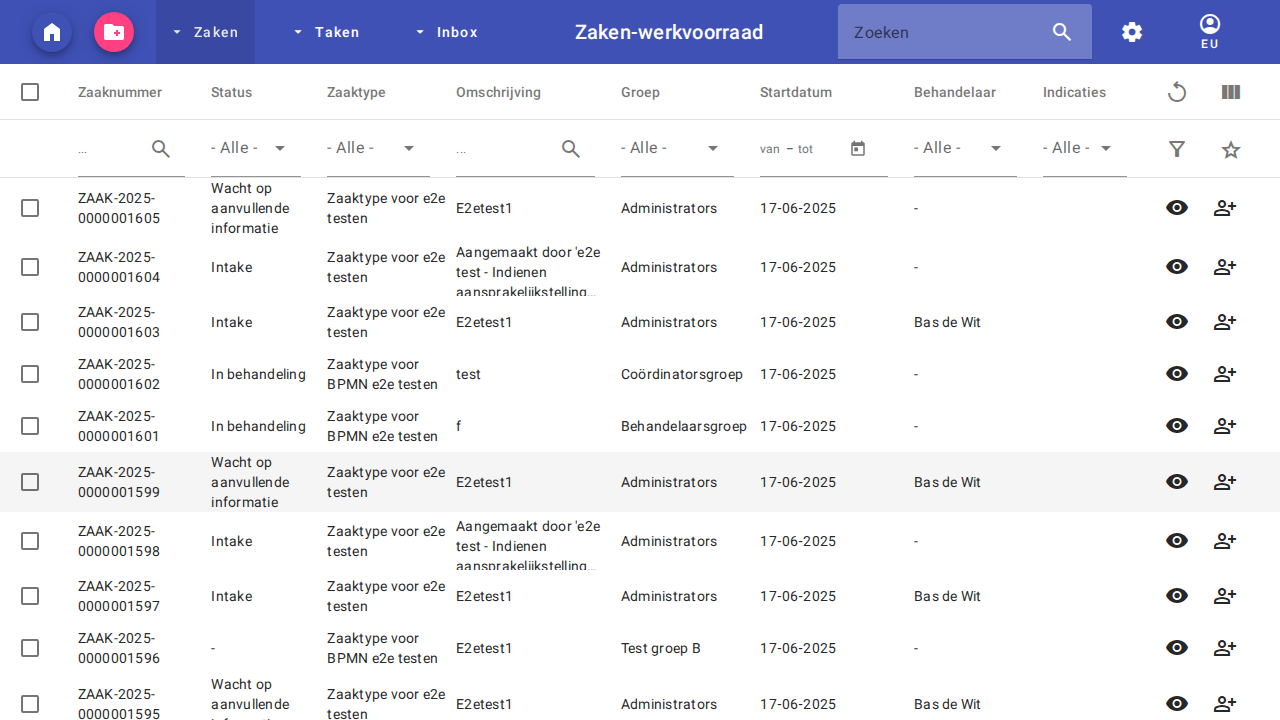 Zaken Taken Inbox Zaken-werkvoorraad Zoeken EU
Zaaknummer Status Zaaktype Omschrijving Groep Startdatum Behandelaar Indicaties
... - Alle - - Alle - ... - Alle - van – tot - Alle - - Alle -
ZAAK-2025-0000001605 Wacht op aanvullende informatie Zaaktype voor e2e testen E2etest1 Administrators 17-06-2025 -
ZAAK-2025-0000001604 Intake Zaaktype voor e2e testen Aangemaakt door 'e2e test - Indienen aansprakelijkstelling... Administrators 17-06-2025 -
ZAAK-2025-0000001603 Intake Zaaktype voor e2e testen E2etest1 Administrators 17-06-2025 Bas de Wit
ZAAK-2025-0000001602 In behandeling Zaaktype voor BPMN e2e testen test Coördinatorsgroep 17-06-2025 -
ZAAK-2025-0000001601 In behandeling Zaaktype voor BPMN e2e testen f Behandelaarsgroep 17-06-2025 -
ZAAK-2025-0000001599 Wacht op aanvullende informatie Zaaktype voor e2e testen E2etest1 Administrators 17-06-2025 Bas de Wit
ZAAK-2025-0000001598 Intake Zaaktype voor e2e testen Aangemaakt door 'e2e test - Indienen aansprakelijkstelling... Administrators 17-06-2025 -
ZAAK-2025-0000001597 Intake Zaaktype voor e2e testen E2etest1 Administrators 17-06-2025 Bas de Wit
ZAAK-2025-0000001596 - Zaaktype voor BPMN e2e testen E2etest1 Test groep B 17-06-2025 -
ZAAK-2025-0000001595 Wacht op aanvullende Zaaktype voor e2e testen E2etest1 Administrators 17-06-2025 Bas de Wit